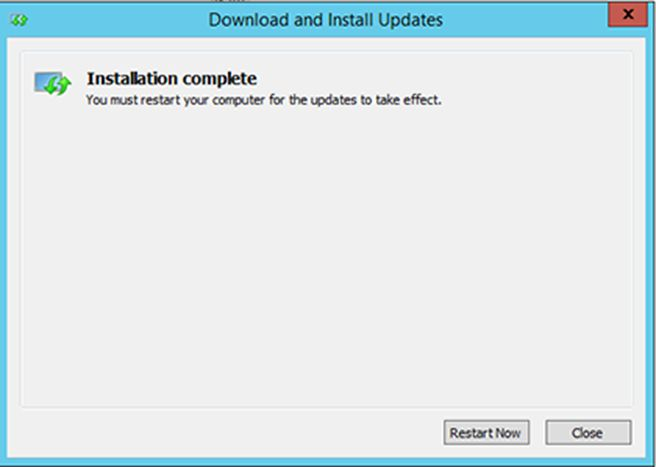 Download and Install Updates
x
Installation complete
You must restart your computer for the updates to take effect.
Restart Now
Close